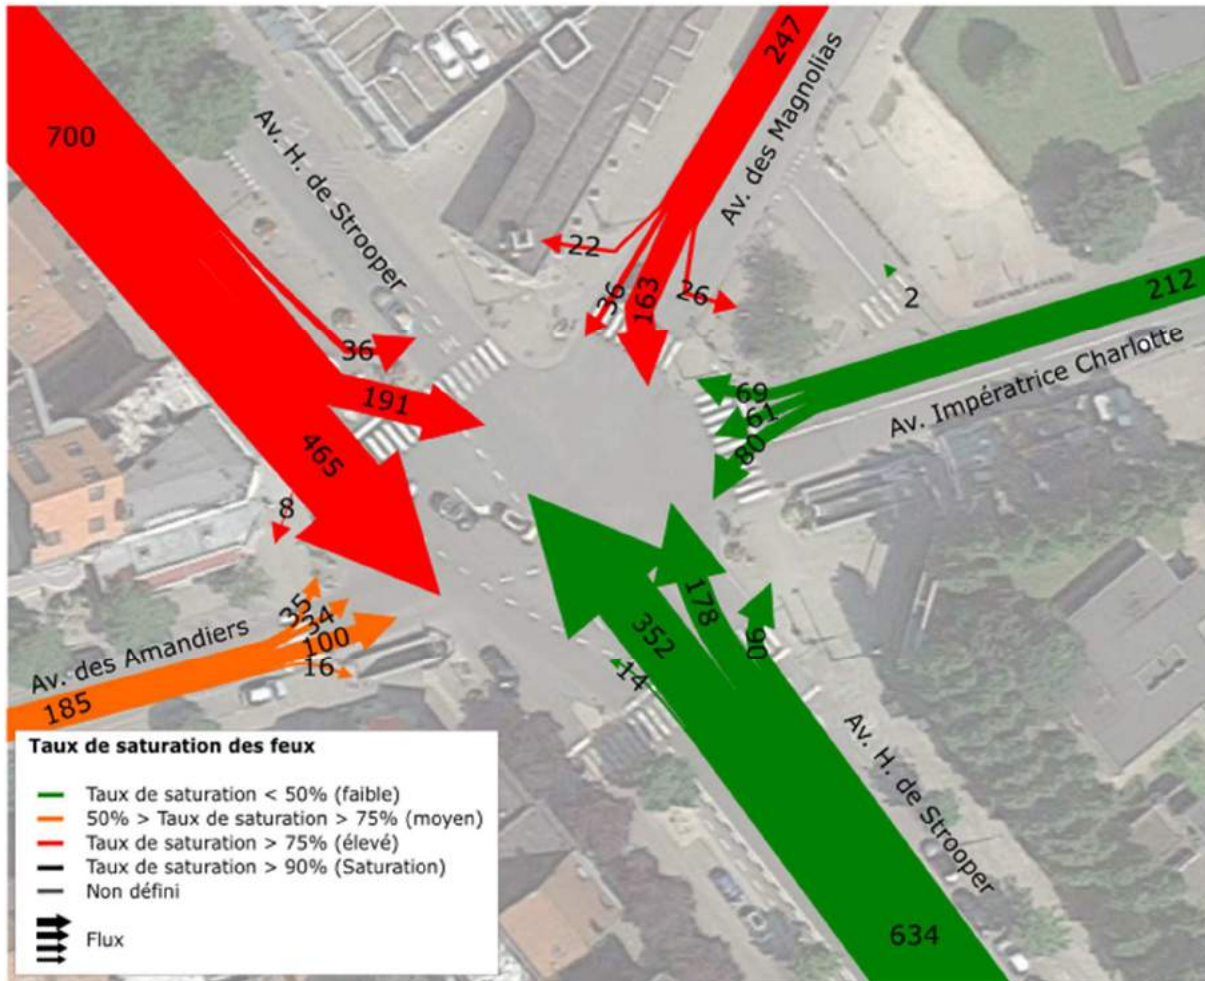 247
700
Av. H. de Strooper
Av. des Magnolias
22
36
163
26
2
212
36
191
69
61
80
Av. Impératrice Charlotte
465
8
35
34
100
16
Av. des Amandiers
185
178
352
90
14
Av. H. de Strooper
634
Taux de saturation des feux
Taux de saturation < 50% (faible)
50% > Taux de saturation > 75% (moyen)
Taux de saturation > 75% (élevé)
Taux de saturation > 90% (Saturation)
Non défini
Flux